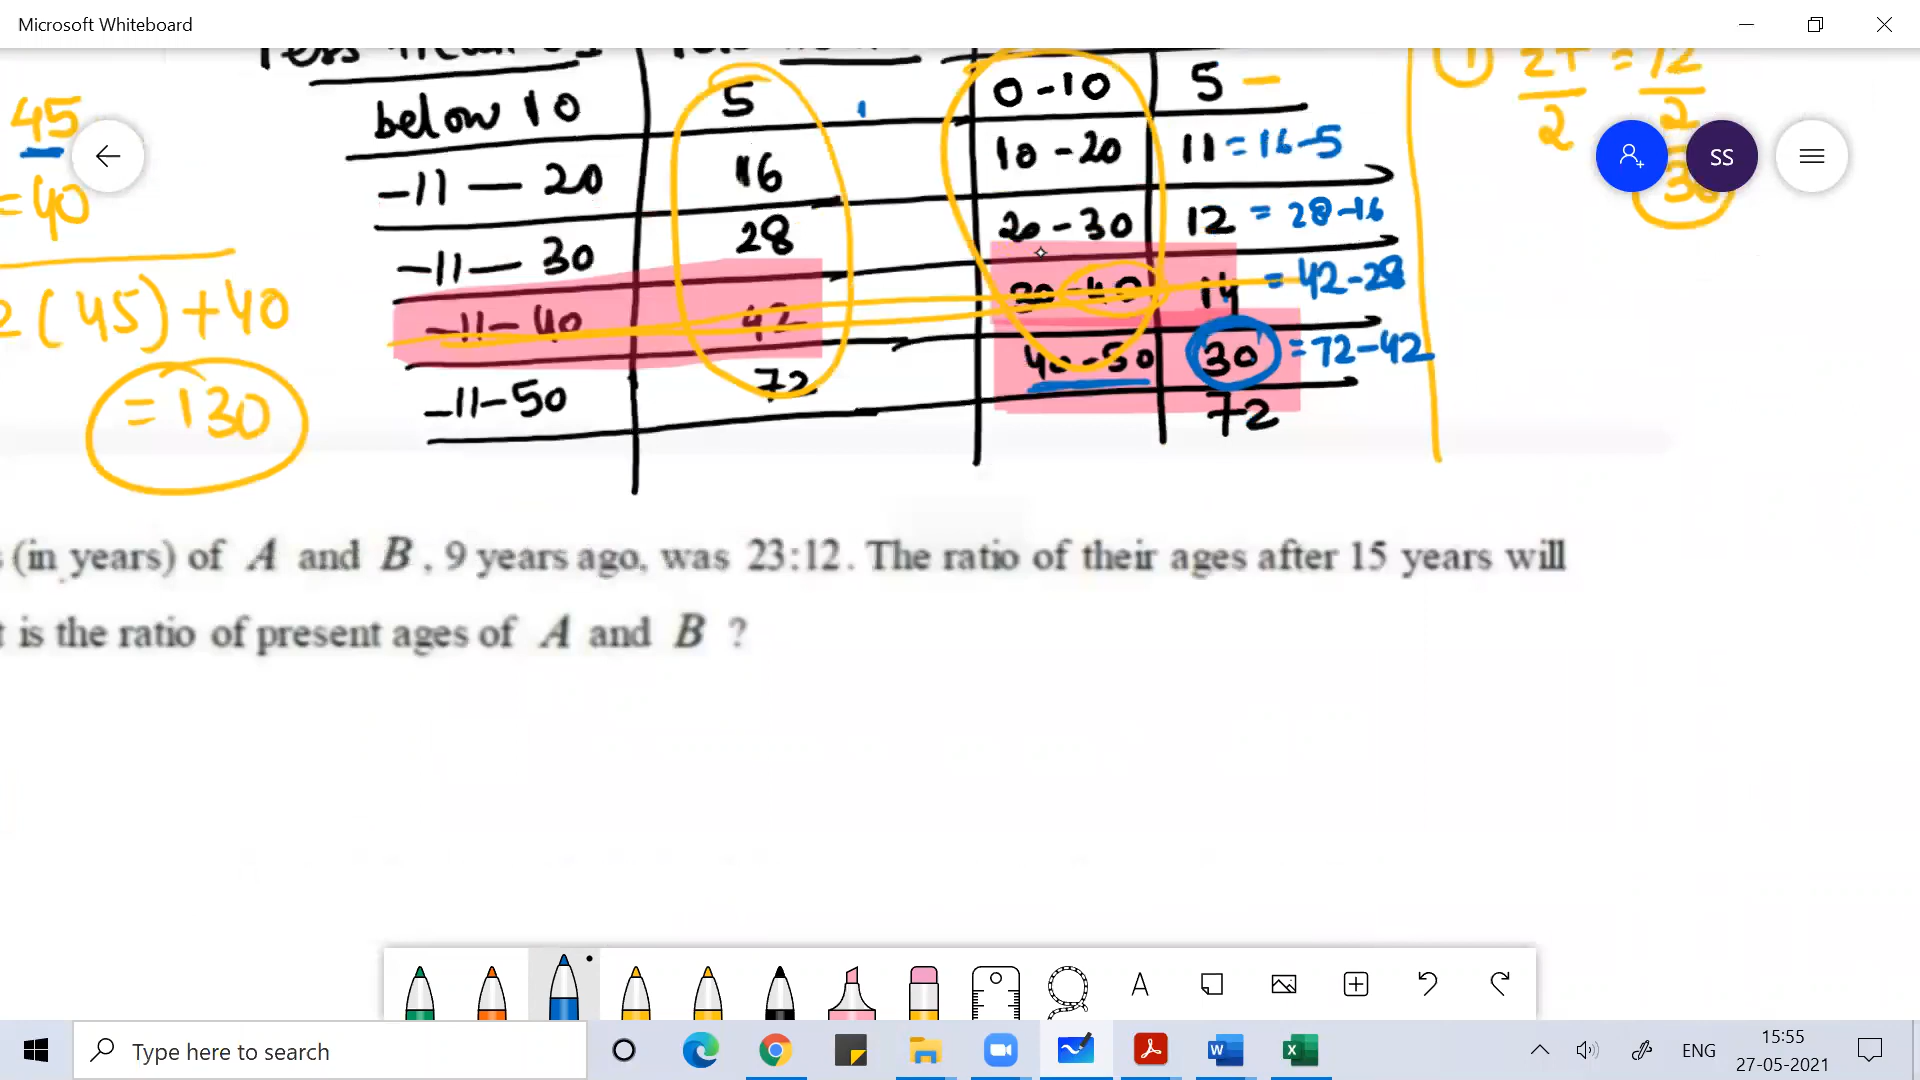 Microsoft Whiteboard
below 10 5 0-10 5 -
-11- 20 16 10-20 11 = 16-5
-11- 30 28 20-30 12 = 28-16
-11-40 42 30-40 14 = 42-28
-11-50 72 40-50 30 = 72-42
72
45
=40
(45)+40
=130
= 12
2 2
SS
(in years) of A and B, 9 years ago, was 23:12. The ratio of their ages after 15 years will
is the ratio of present ages of A and B ?
A
Type here to search
ENG
15:55
27-05-2021